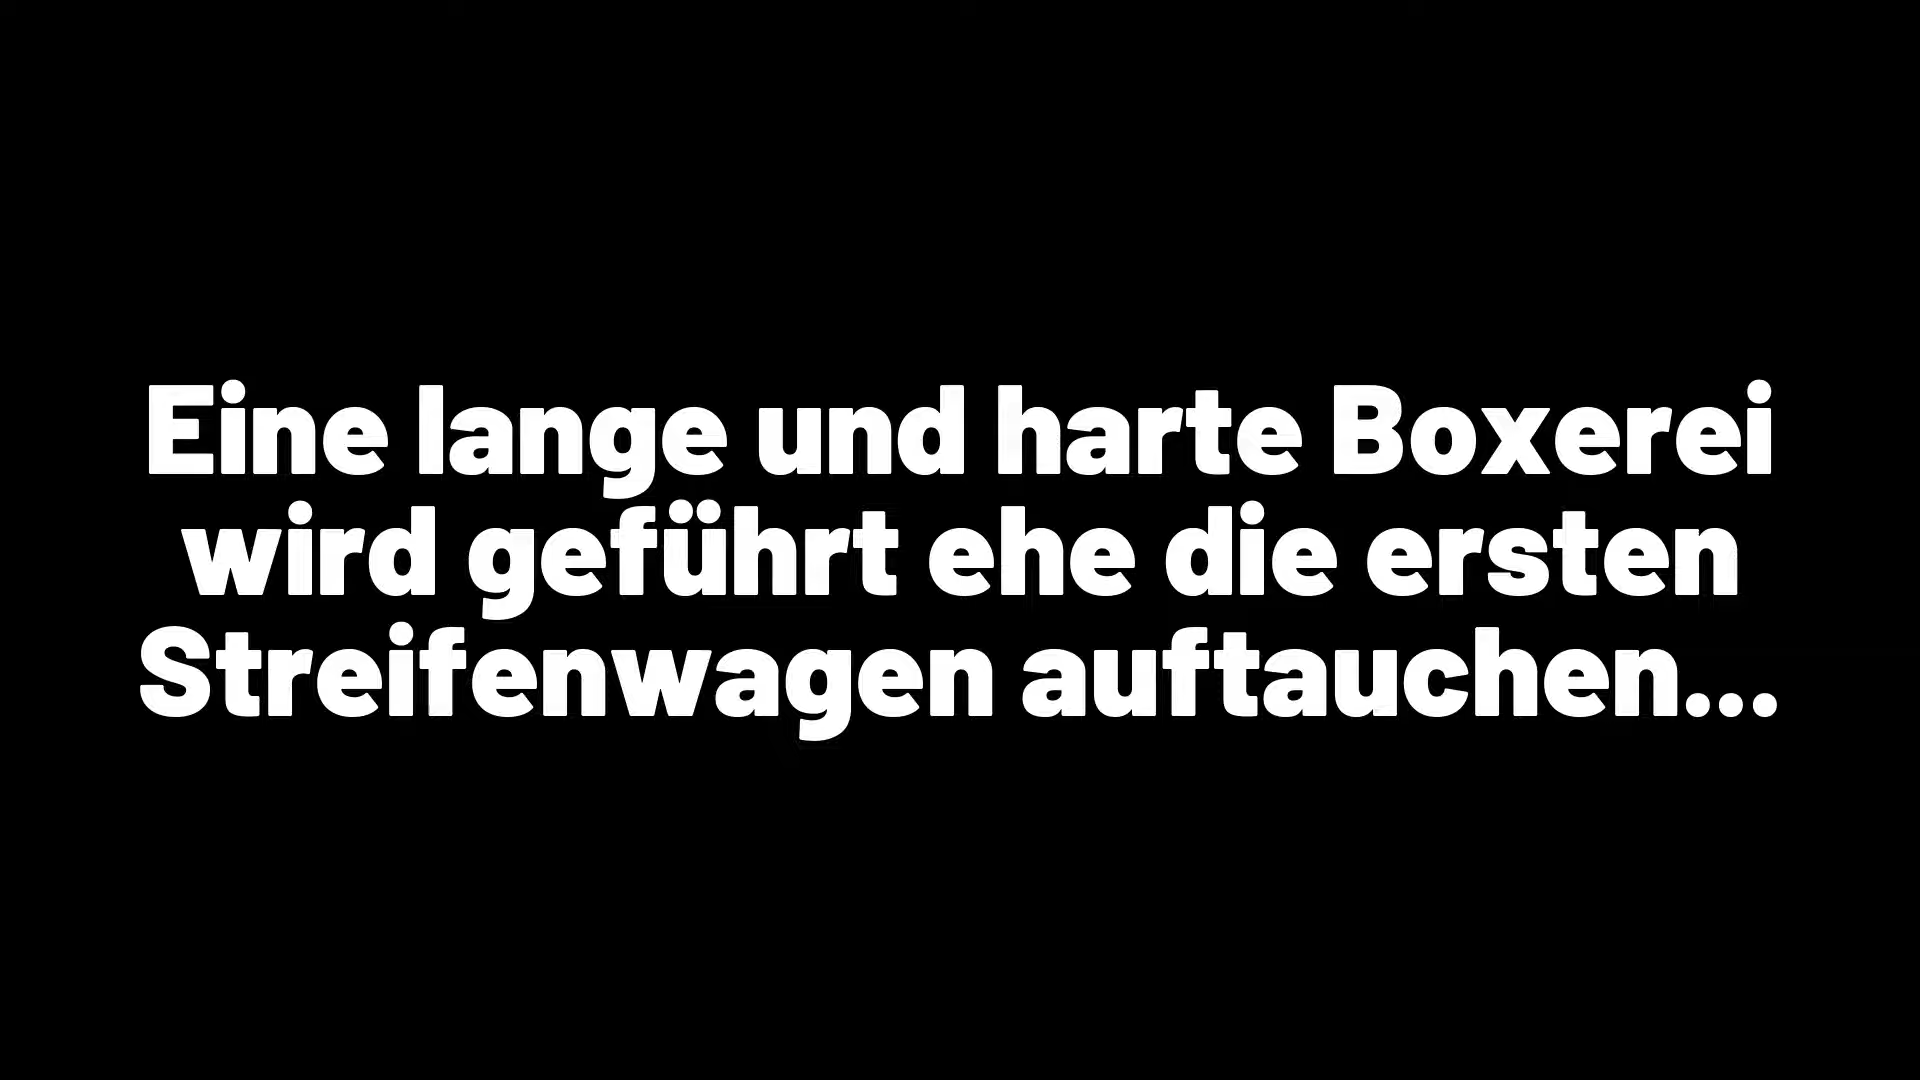 Eine lange und harte Boxerei
wird geführt ehe die ersten
Streifenwagen auftauchen...